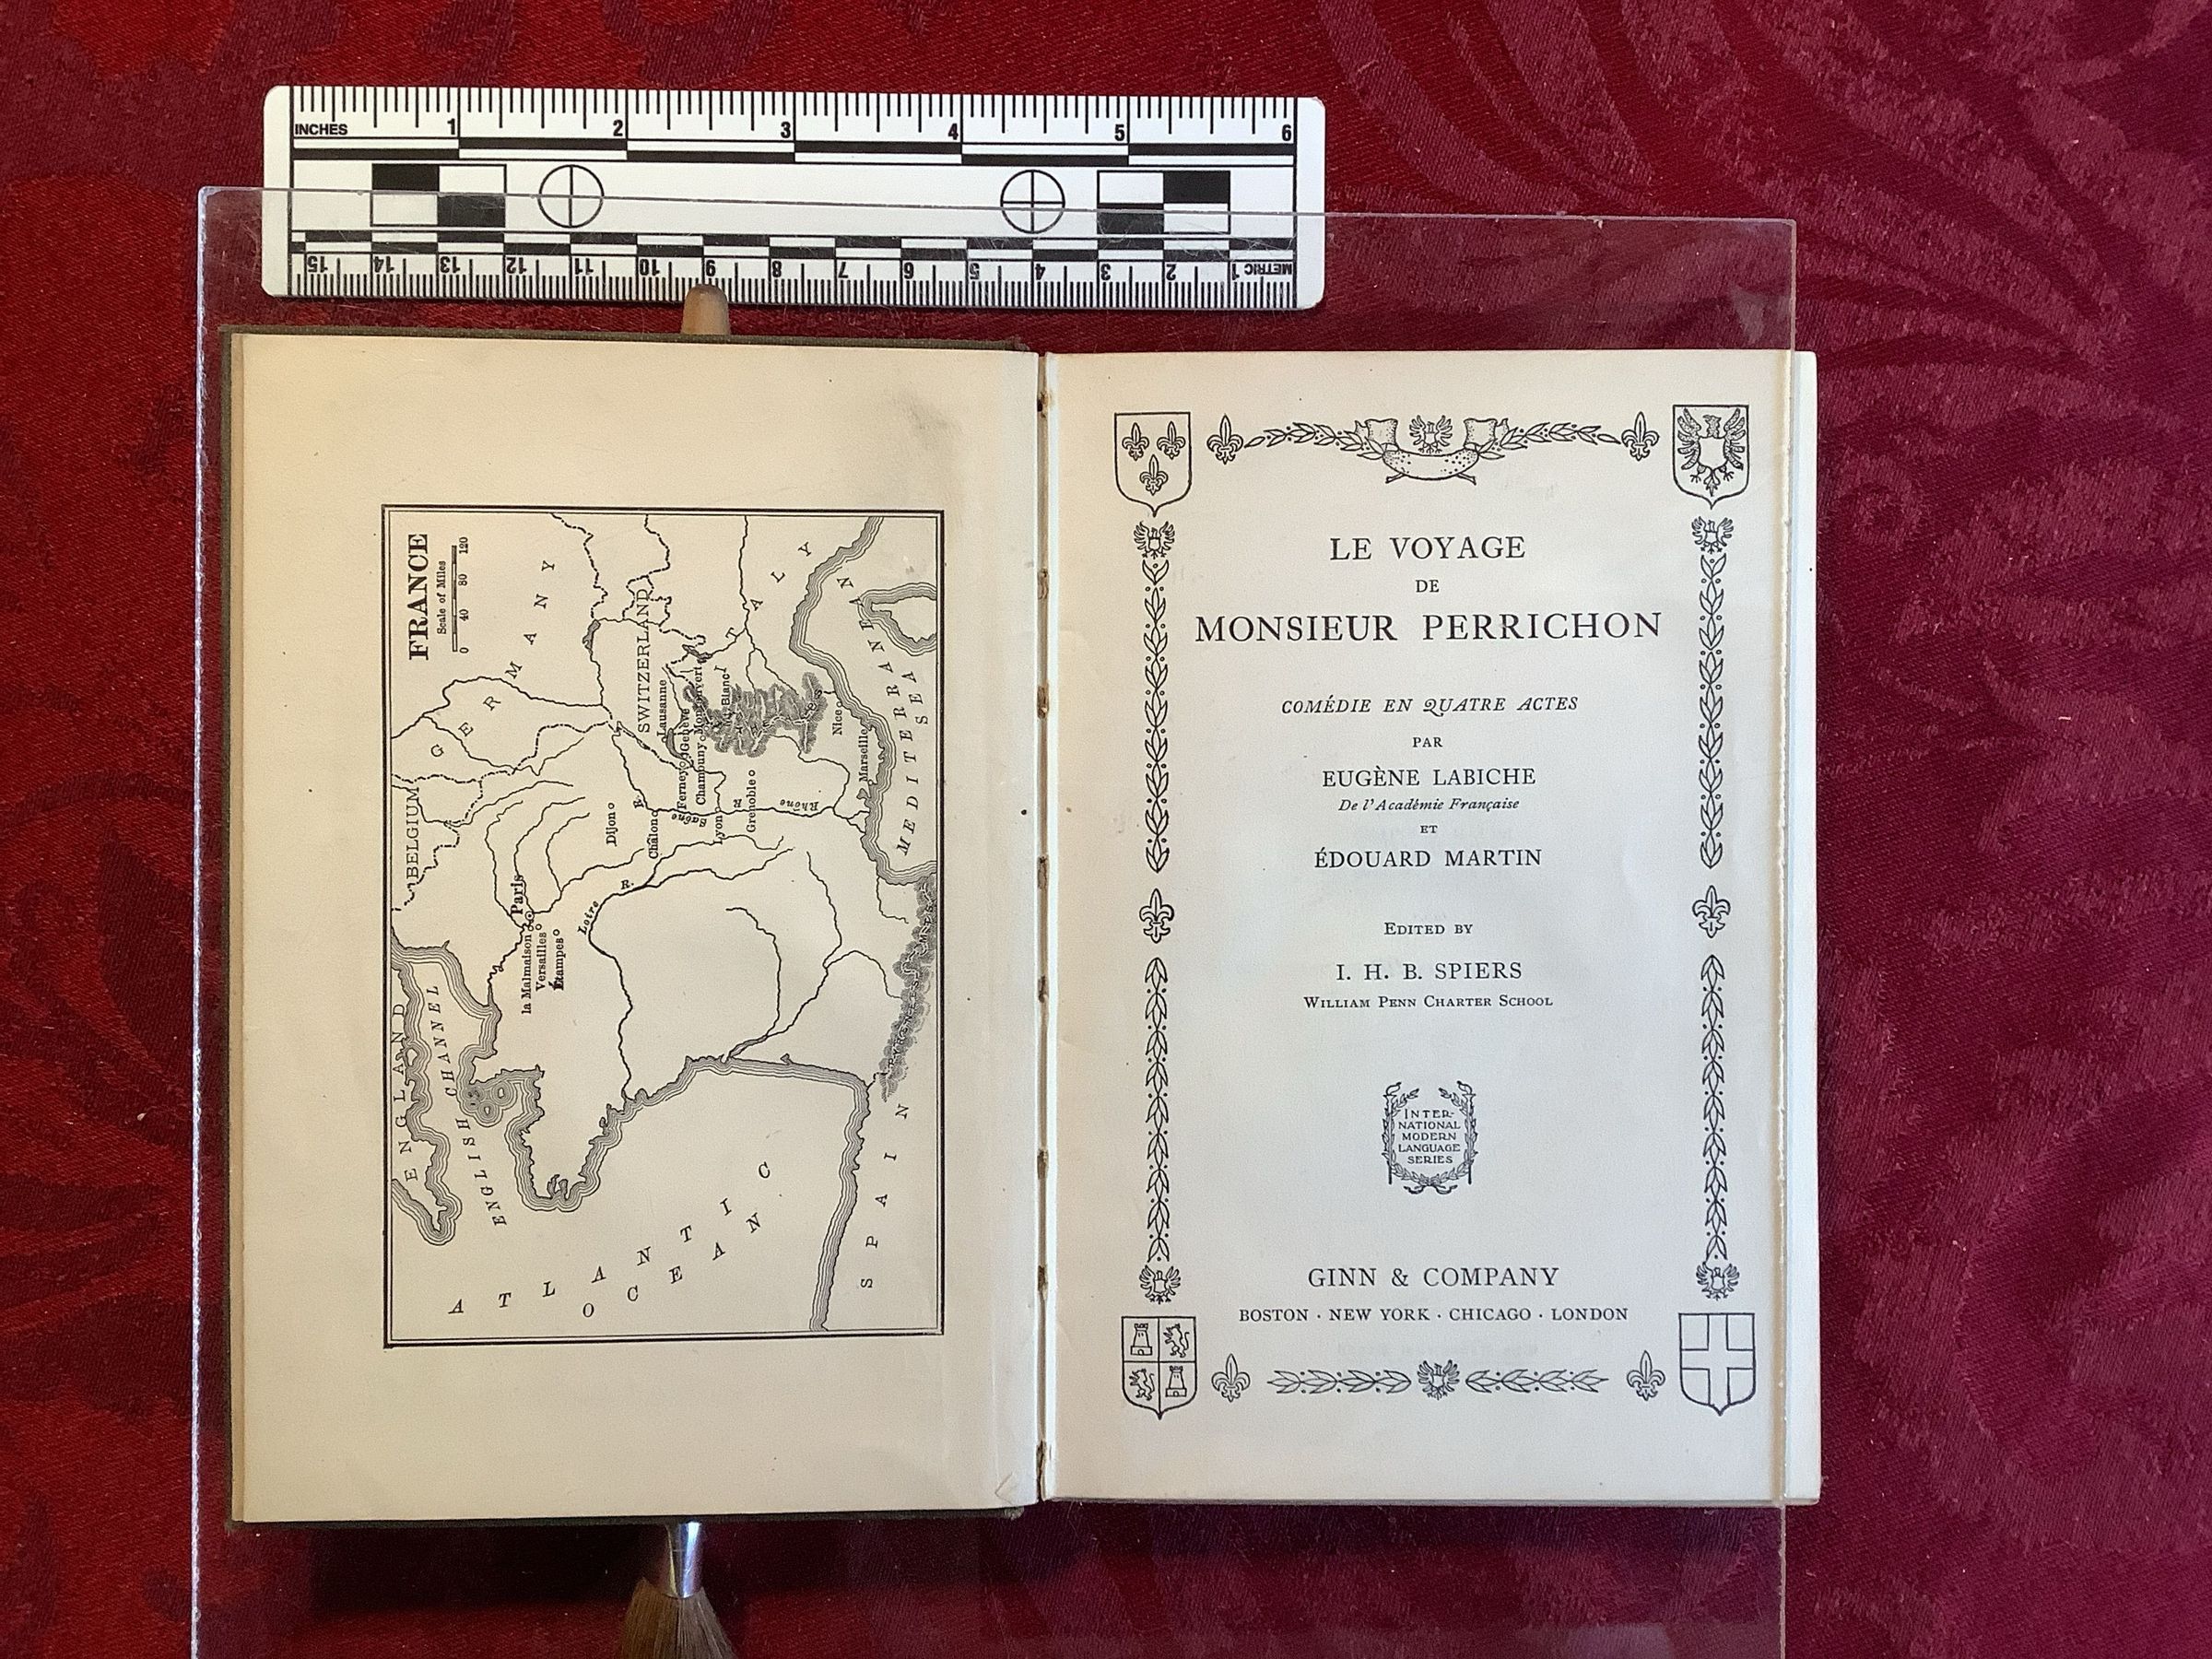 INCHES 1 2 3 4 5 6
15 14 13 12 11 10 9 8 7 6 5 4 3 2 1 METRIC
FRANCE
Scale of Miles
0 40 80 120
ENGLAND
ENGLISH CHANNEL
BELGIUM
GERMANY
Paris
la Malmaison
Versailles
Étampes
Loire R.
Dijon
Châlon
Saône R.
SWITZERLAND
Lausanne
Genève
Ferney
Chamouny
Mt. Blanc
Lyon
Grenoble
Rhône R.
ITALY
Nice
Marseille
MEDITERRANEAN
SEA
PYRENEES MTS.
SPAIN
ATLANTIC
OCEAN
LE VOYAGE
DE
MONSIEUR PERRICHON
COMÉDIE EN QUATRE ACTES
PAR
EUGÈNE LABICHE
De l'Académie Française
ET
ÉDOUARD MARTIN
EDITED BY
I. H. B. SPIERS
WILLIAM PENN CHARTER SCHOOL
INTER-
NATIONAL
MODERN
LANGUAGE
SERIES
GINN & COMPANY
BOSTON · NEW YORK · CHICAGO · LONDON